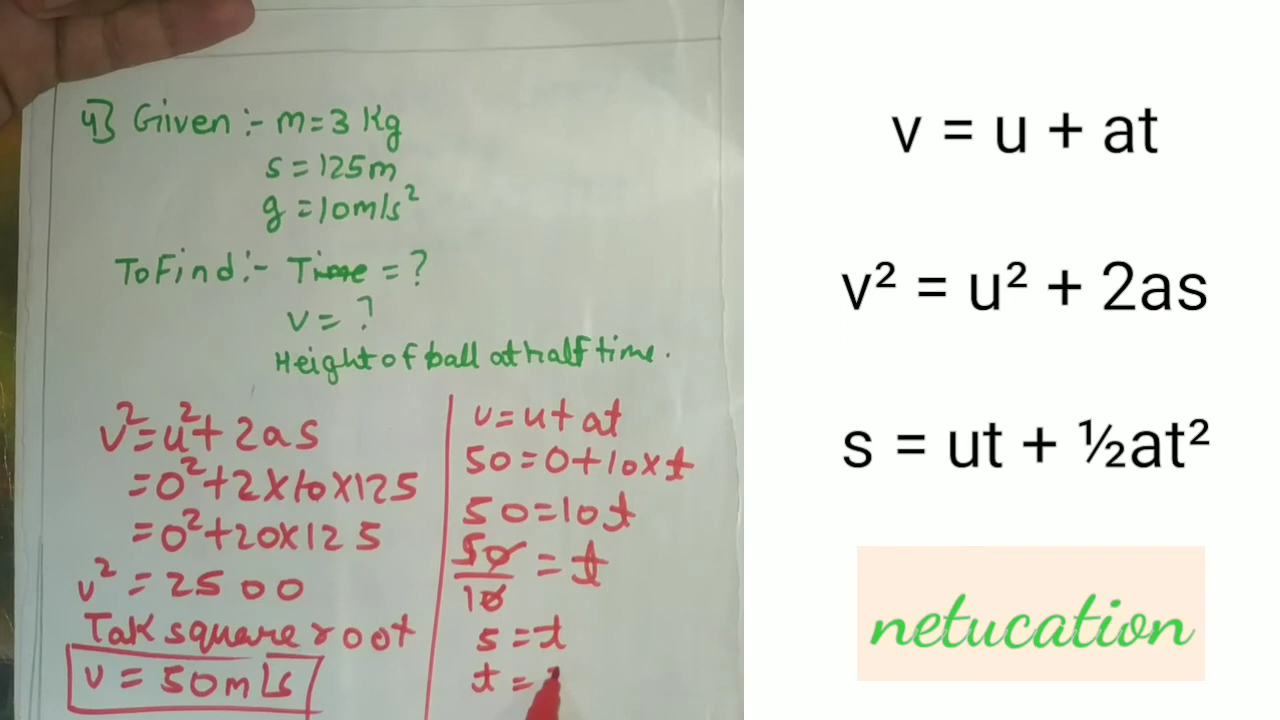 4} Given :- m = 3 Kg
s = 125m
g = 10m/s²
To Find :- Time = ?
v = ?
Height of ball at half time.
v² = u² + 2as
= 0² + 2 × 10 × 125
= 0² + 20 × 125
v² = 2500
Tak square root
v = 50m/s
v = u + at
50 = 0 + 10 × t
50 = 10t
50/10 = t
5 = t
t =
v = u + at
v² = u² + 2as
s = ut + ½at²
netucation